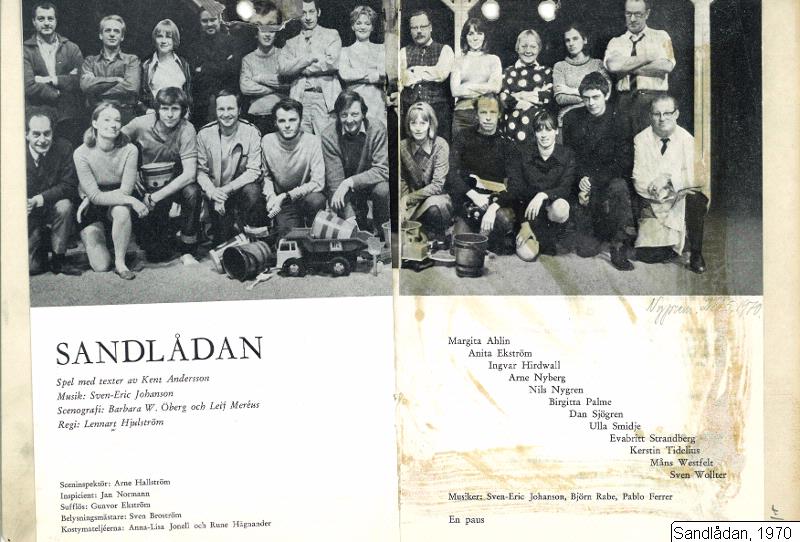 SANDLÅDAN
Spel med texter av Kent Andersson
Musik: Sven-Eric Johanson
Scenografi: Barbara W. Öberg och Leif Meréus
Regi: Lennart Hjulström
Sceninspektör: Arne Hallström
Inspicient: Jan Normann
Sufflös: Gunvor Ekström
Belysningsmästare: Sven Broström
Kostymateljéerna: Anna-Lisa Jonell och Rune Hägnander
1970
Margita Ahlin
Anita Ekström
Ingvar Hirdwall
Arne Nyberg
Nils Nygren
Birgitta Palme
Dan Sjögren
Ulla Smidje
Evabritt Strandberg
Kerstin Tidelius
Måns Westfelt
Sven Wollter
Musiker: Sven-Eric Johanson, Björn Rabe, Pablo Ferrer
En paus
Sandlådan, 1970